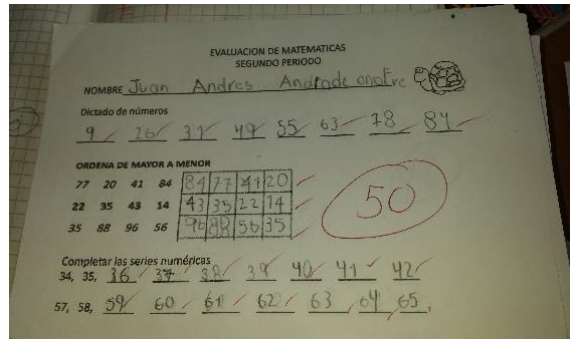 EVALUACION DE MATEMATICAS
SEGUNDO PERIODO
NOMBRE Juan Andres Andrade onofre
Dictado de números
9 26 31 49 55 63 78 84
ORDENA DE MAYOR A MENOR
77 20 41 84 84 77 41 20
22 35 43 14 43 35 22 14
35 88 96 56 96 88 56 35
50
Completar las series numéricas
34, 35, 36 37 38 39 40 41 42
57, 58, 59 60 61 62 63 64 65